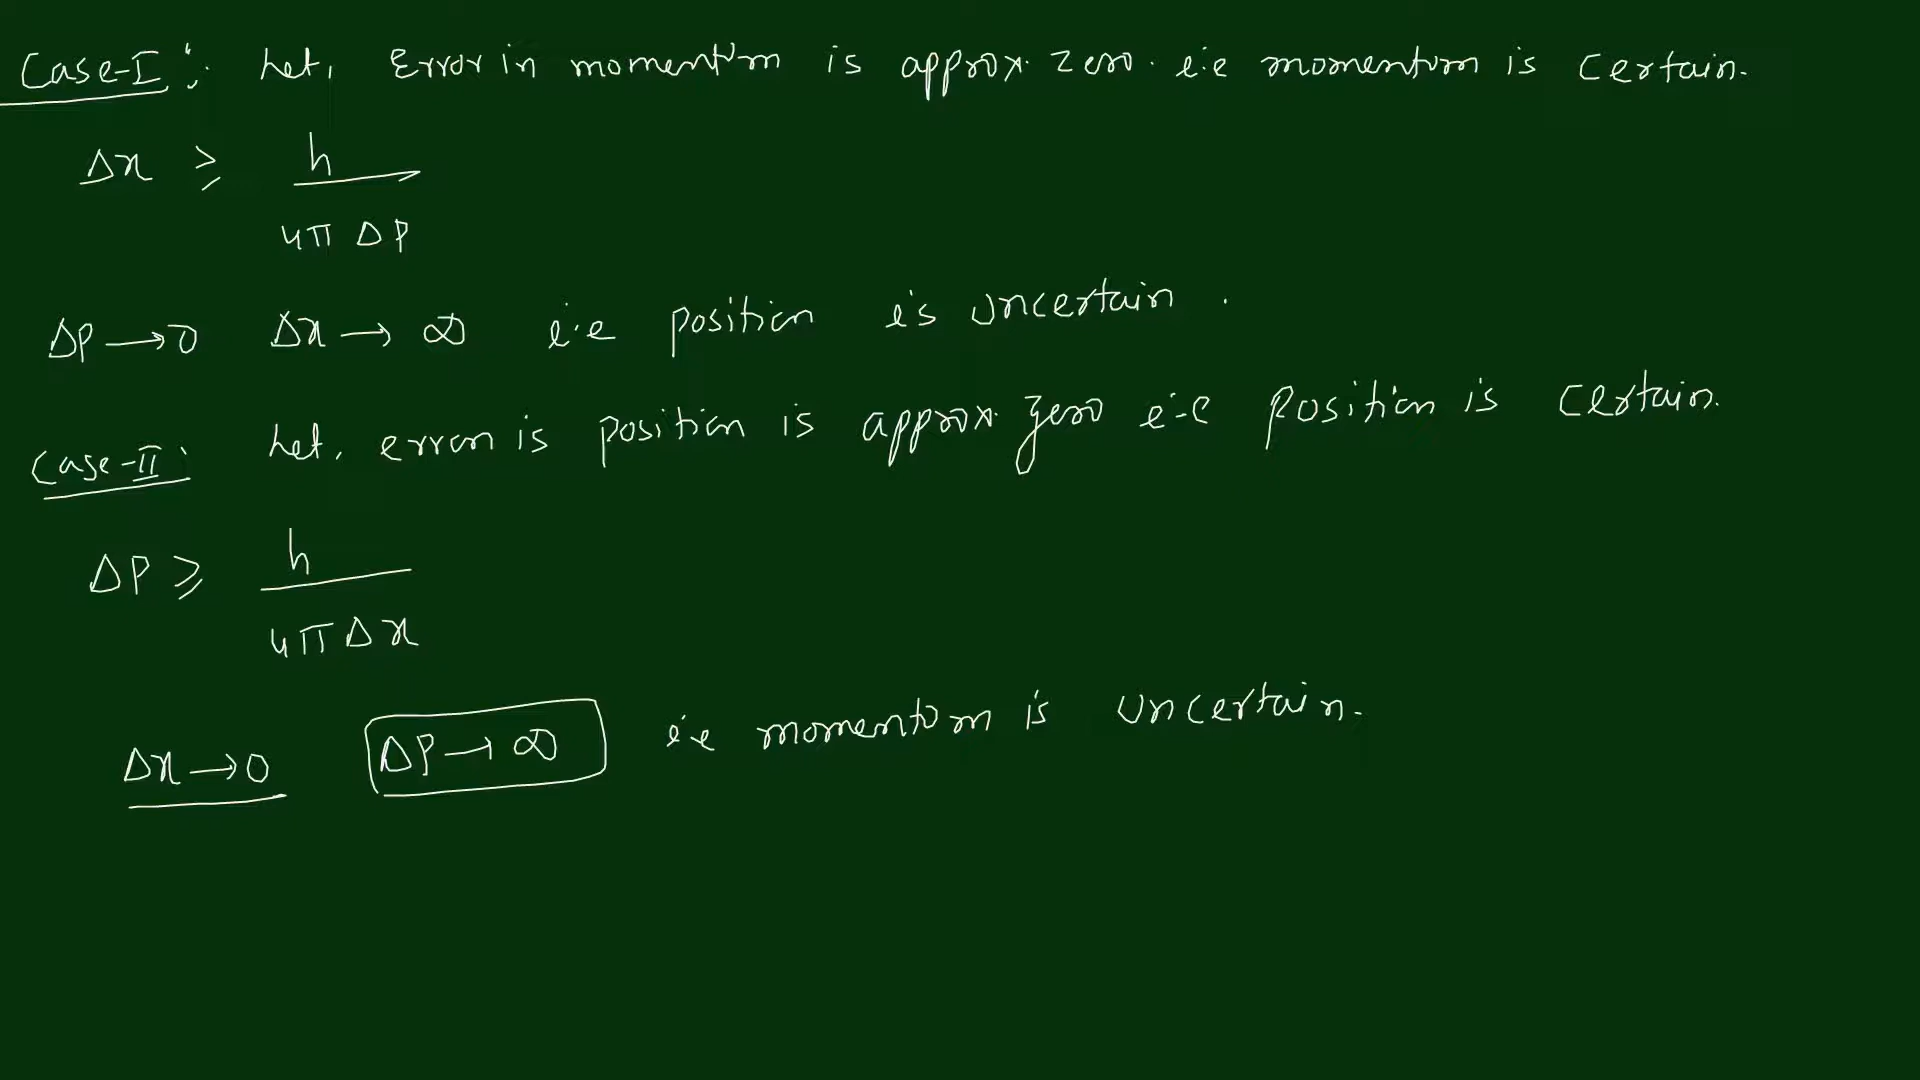 Case-I :- Let, Error in momentum is approx. zero. i.e momentum is certain.
Δx ≥ h / 4π ΔP
ΔP → 0 Δx → ∞ i.e position is uncertain.
Case-II: Let, error is position is approx. zero i-e position is certain.
ΔP ≥ h / 4π Δx
Δx → 0 ΔP → ∞ i.e momentum is uncertain.